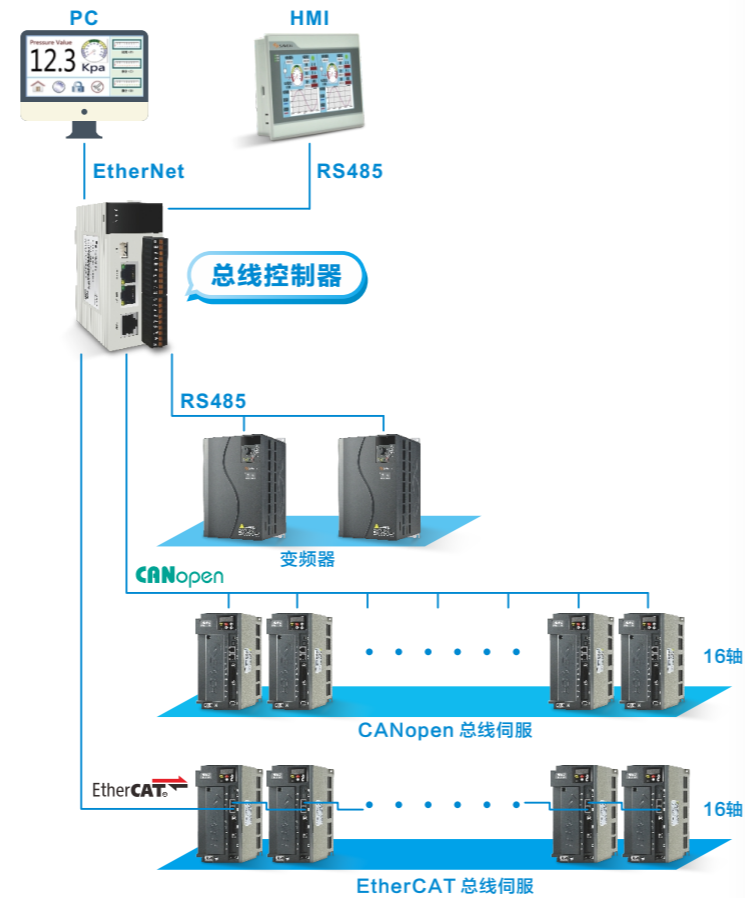 PC
HMI
Pressure Value
12.3
Kpa
EtherNet
RS485
总线控制器
RS485
变频器
CANopen
16轴
CANopen 总线伺服
EtherCAT
16轴
EtherCAT 总线伺服